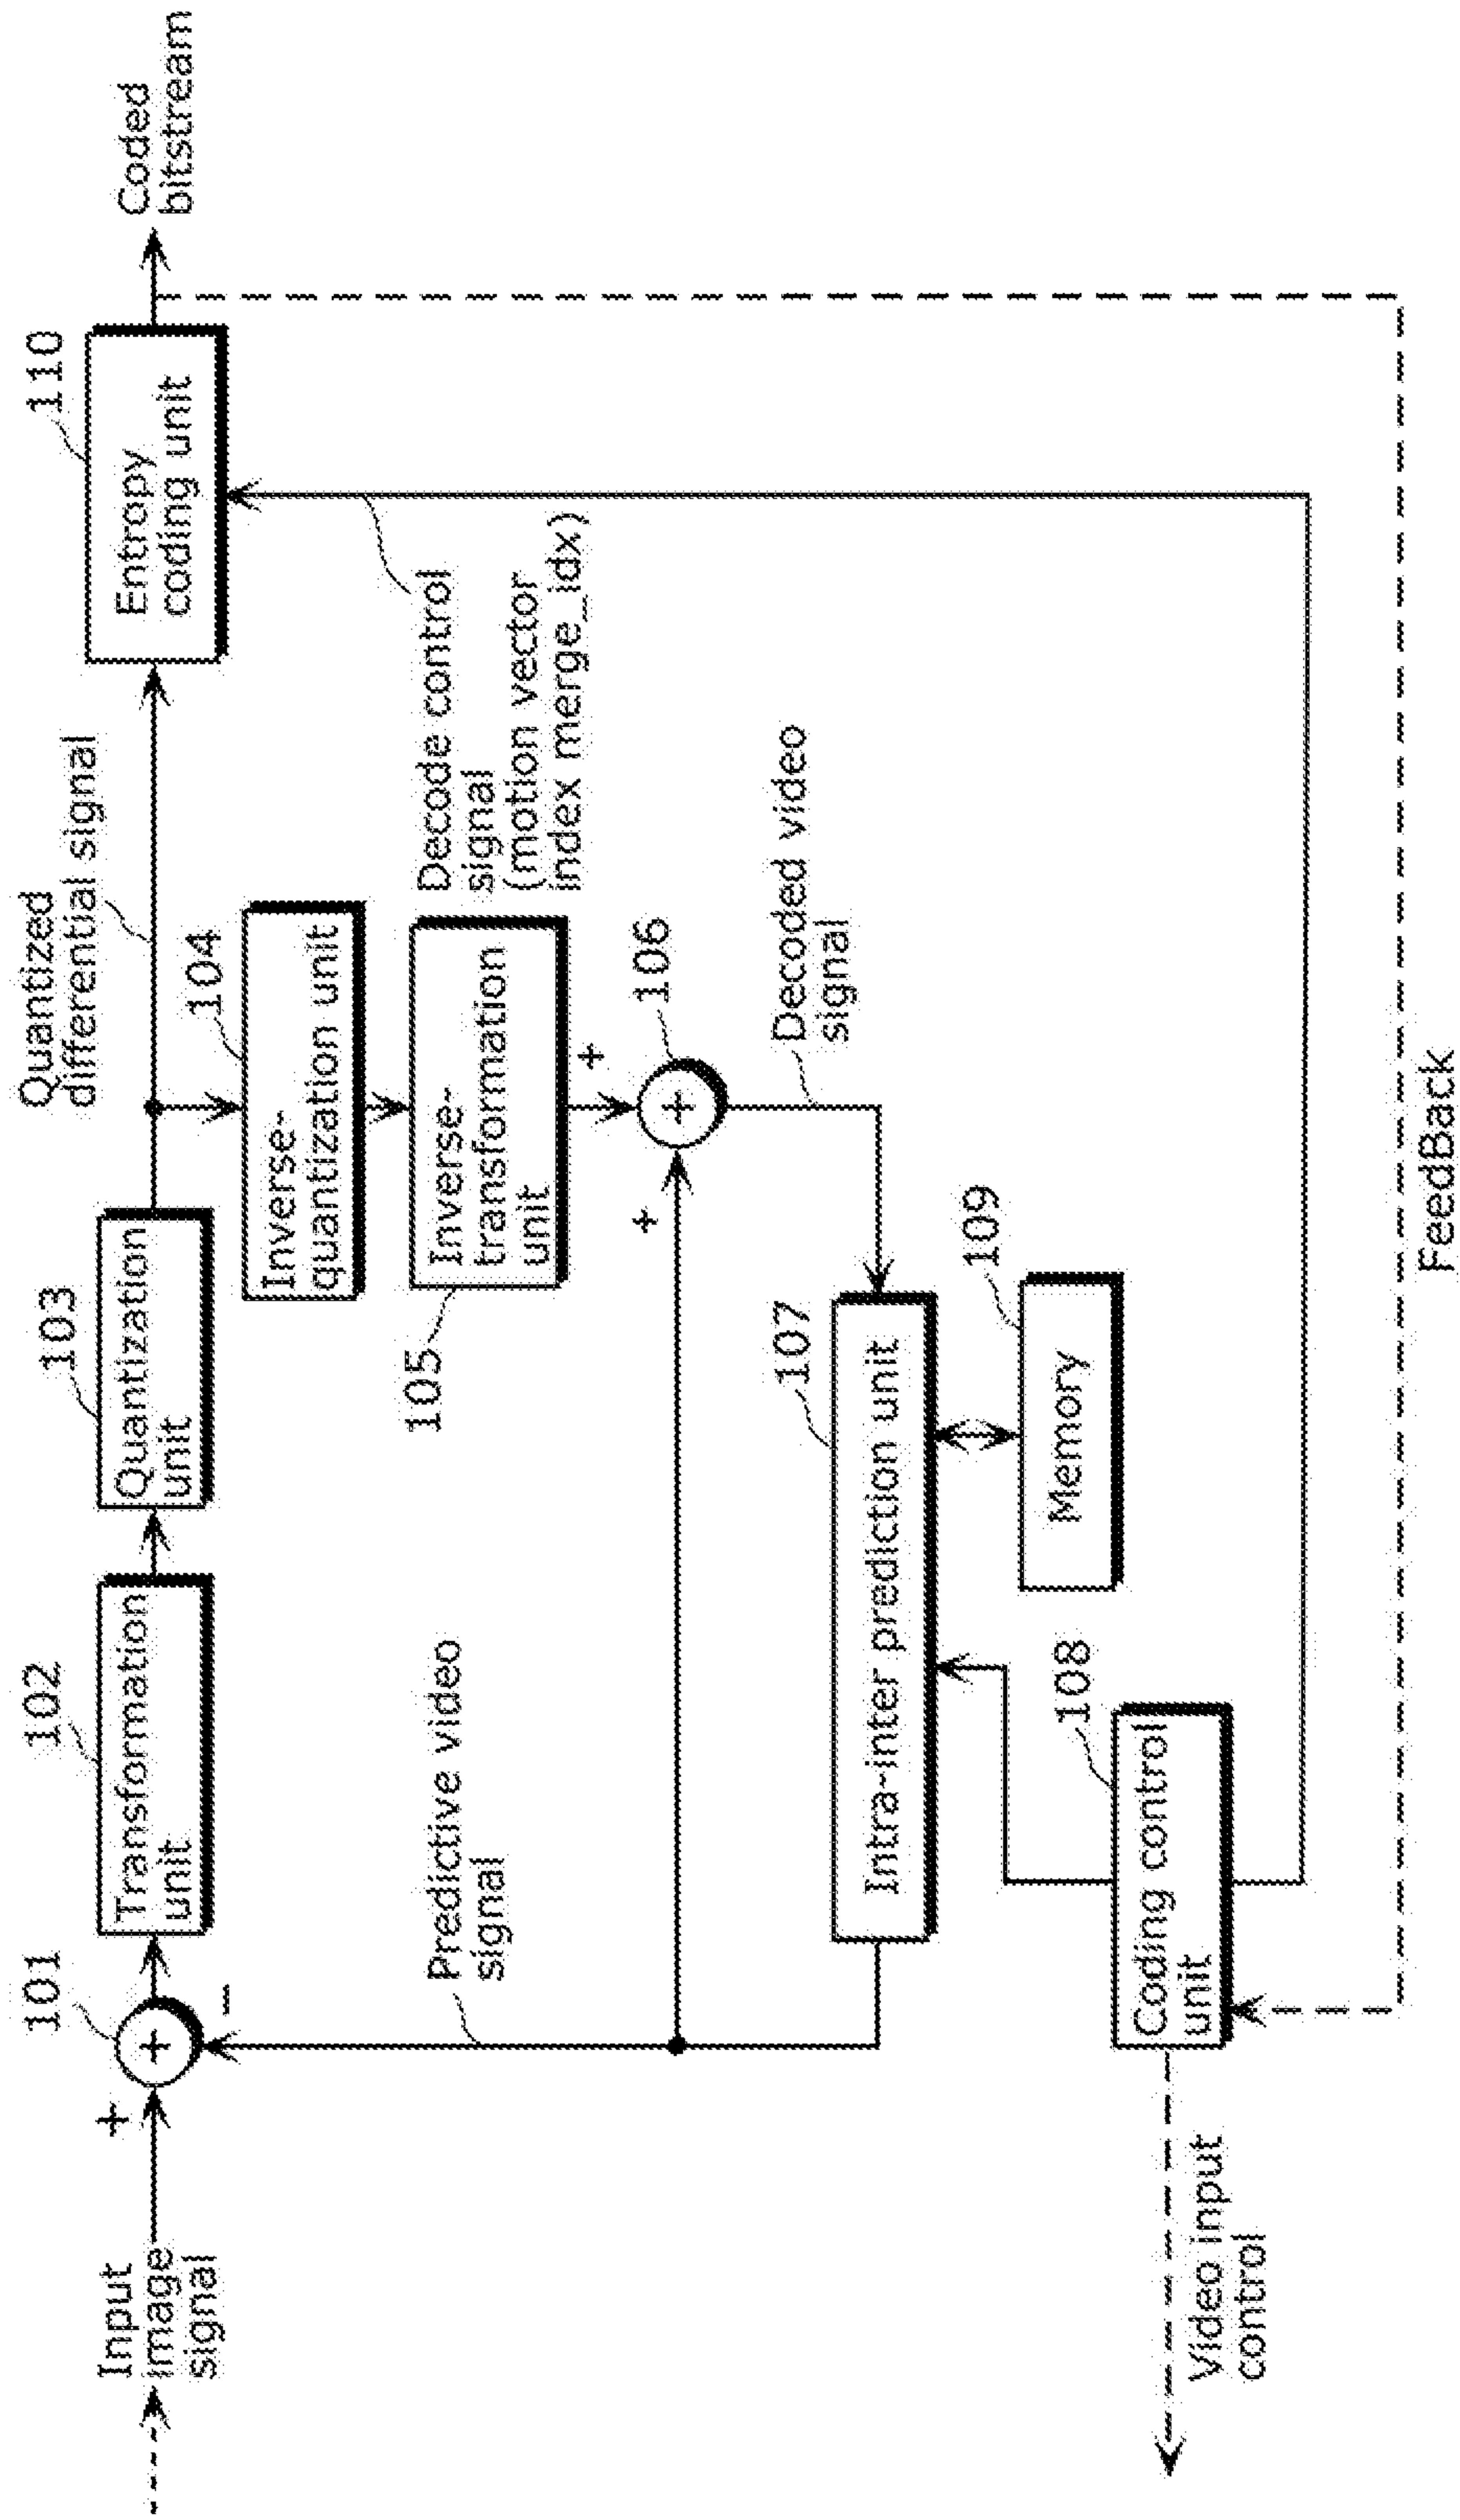 Input
image
signal
+
101
+
−
102
Transformation
unit
103
Quantization
unit
Quantized
differential signal
110
Entropy
coding unit
Coded
bitstream
104
Inverse-
quantization unit
105
Inverse-
transformation
unit
Decode control
signal
(motion vector
index merge_idx)
+
+
106
+
Predictive video
signal
Decoded video
signal
107
Intra-inter prediction unit
109
Memory
108
Coding control
unit
Video input
control
FeedBack